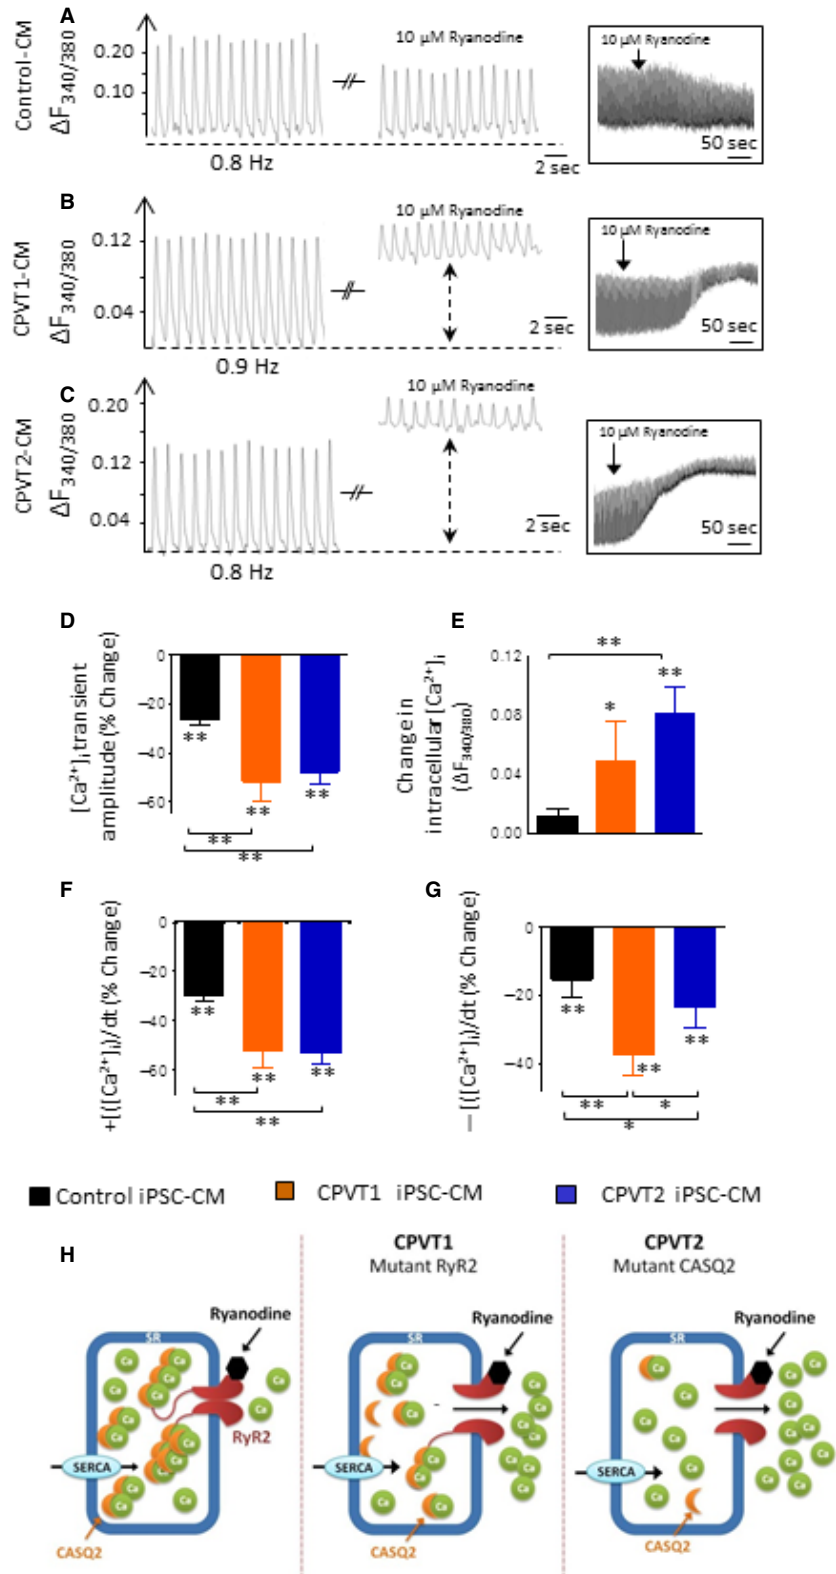 A
Control-CM
ΔF340/380
0.20
0.10
10 µM Ryanodine
0.8 Hz
2 sec
10 µM Ryanodine
50 sec
B
CPVT1-CM
ΔF340/380
0.12
0.04
10 µM Ryanodine
0.9 Hz
2 sec
10 µM Ryanodine
50 sec
C
CPVT2-CM
ΔF340/380
0.20
0.12
0.04
10 µM Ryanodine
0.8 Hz
2 sec
10 µM Ryanodine
50 sec
D
[Ca2+]i transient
amplitude (% Change)
0
−20
−40
−60
**
**
**
**
**
E
Change in
intracellular [Ca2+]i
(ΔF340/380)
0.12
0.08
0.04
0.00
**
*
**
F
+[([Ca2+]i)/dt (% Change)
0
−20
−40
−60
**
**
**
**
**
G
−[([Ca2+]i)/dt (% Change)
0
−20
−40
**
**
**
**
*
*
Control iPSC-CM
CPVT1 iPSC-CM
CPVT2 iPSC-CM
H
CPVT1
Mutant RyR2
CPVT2
Mutant CASQ2
Ryanodine
SR
Ca
RyR2
SERCA
CASQ2
Ryanodine
SR
Ca
SERCA
CASQ2
Ryanodine
SR
Ca
SERCA
CASQ2